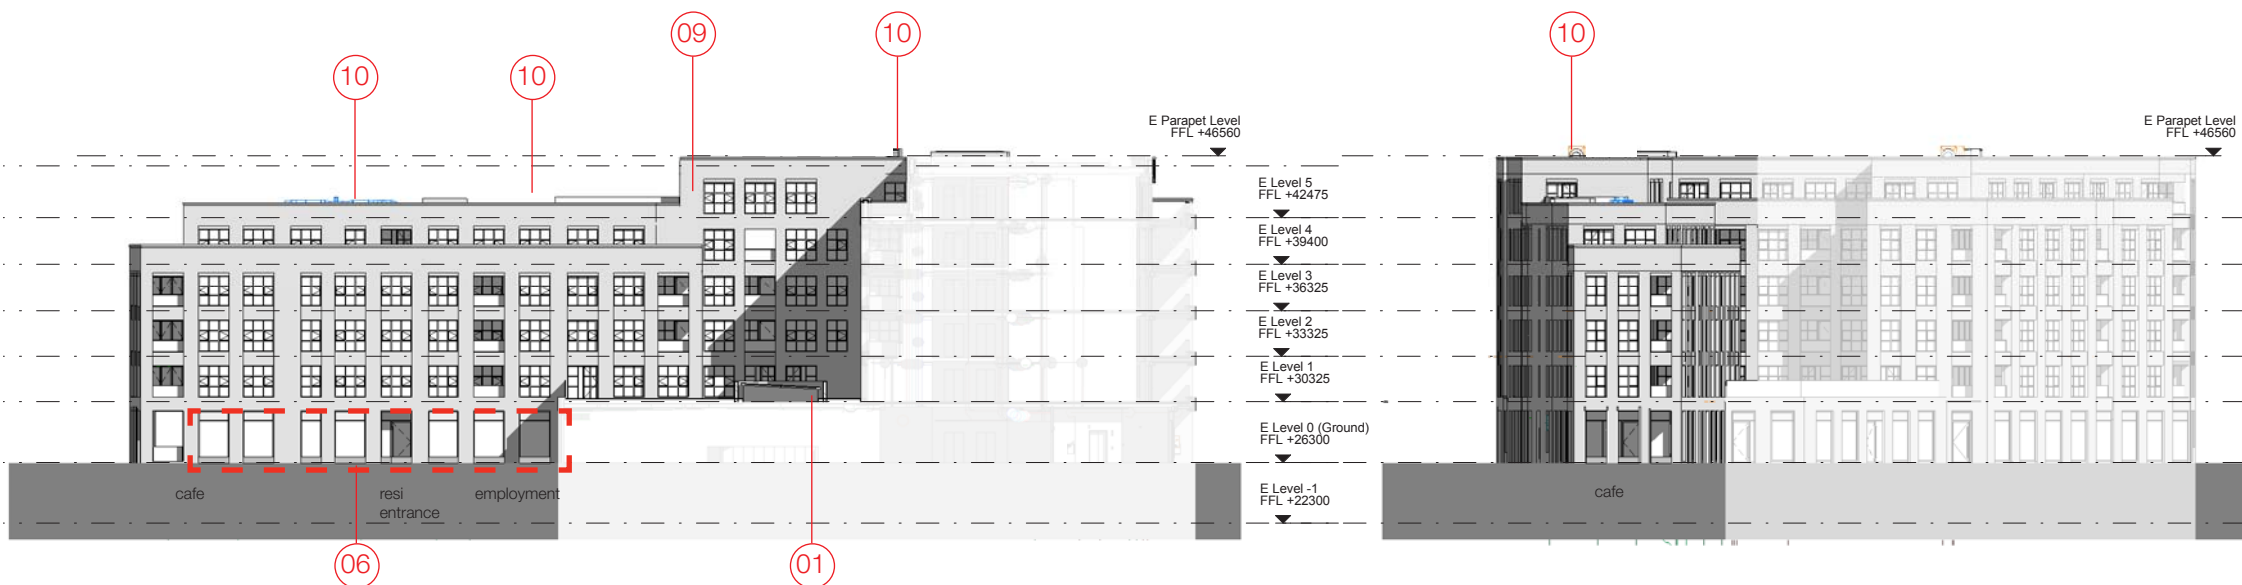 09
10
10
10
10
E Parapet Level
FFL +46560
E Parapet Level
FFL +46560
E Level 5
FFL +42475
E Level 4
FFL +39400
E Level 3
FFL +36325
E Level 2
FFL +33325
E Level 1
FFL +30325
E Level 0 (Ground)
FFL +26300
E Level -1
FFL +22300
cafe
resi
entrance
employment
cafe
06
01